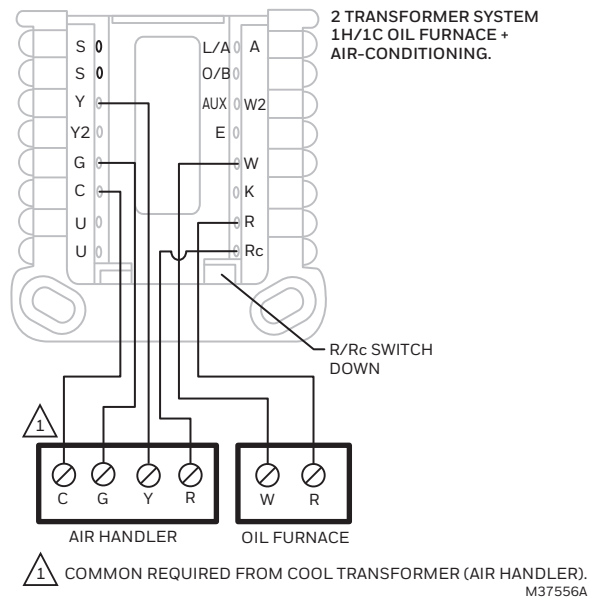 2 TRANSFORMER SYSTEM
1H/1C OIL FURNACE +
AIR-CONDITIONING.
S L/A A
S O/B
Y AUX W2
Y2 E
G W
C K
U R
U Rc
R/Rc SWITCH
DOWN
1
C G Y R W R
AIR HANDLER OIL FURNACE
1 COMMON REQUIRED FROM COOL TRANSFORMER (AIR HANDLER).
M37556A